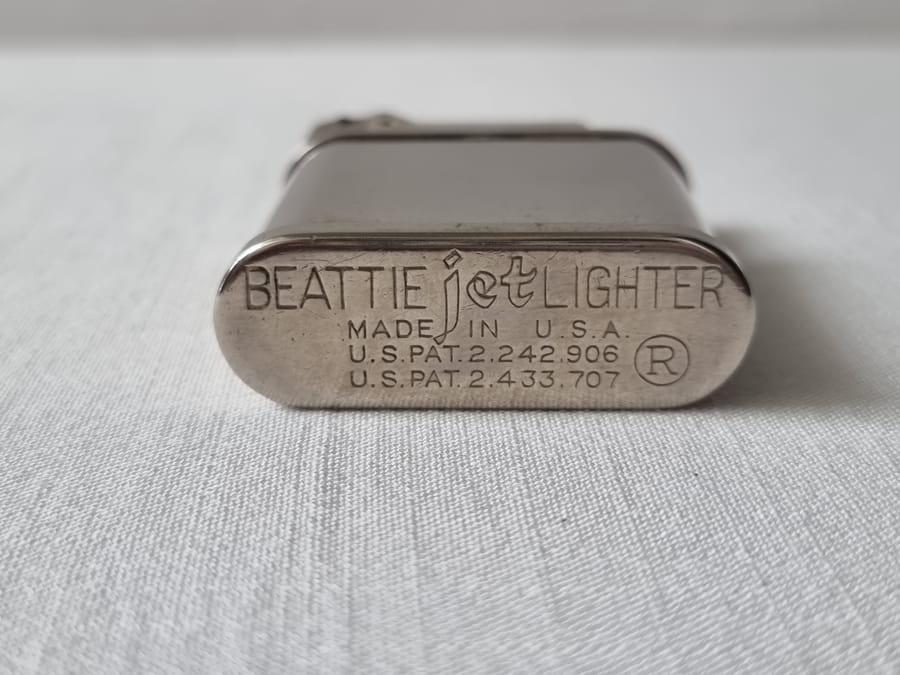 BEATTIE jet LIGHTER
MADE IN U.S.A.
U.S.PAT.2.242.906
U.S.PAT.2.433.707 ®